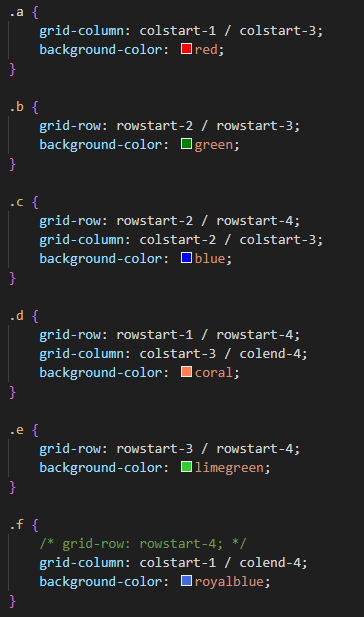 .a {
    grid-column: colstart-1 / colstart-3;
    background-color: red;
}
.b {
    grid-row: rowstart-2 / rowstart-3;
    background-color: green;
}
.c {
    grid-row: rowstart-2 / rowstart-4;
    grid-column: colstart-2 / colstart-3;
    background-color: blue;
}
.d {
    grid-row: rowstart-1 / rowstart-4;
    grid-column: colstart-3 / colend-4;
    background-color: coral;
}
.e {
    grid-row: rowstart-3 / rowstart-4;
    background-color: limegreen;
}
.f {
    /* grid-row: rowstart-4; */
    grid-column: colstart-1 / colend-4;
    background-color: royalblue;
}